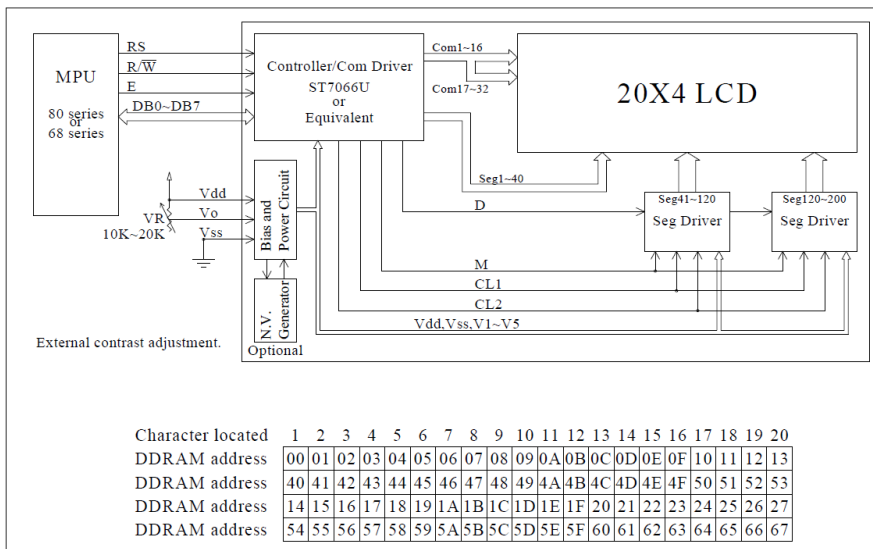 MPU
80 series
or
68 series
RS
R/W̅
E
DB0~DB7
Controller/Com Driver
ST7066U
or
Equivalent
Com1~16
Com17~32
20X4 LCD
Seg1~40
Seg41~120
Seg Driver
Seg120~200
Seg Driver
D
M
CL1
CL2
Vdd,Vss,V1~V5
Vdd
Vo
Vss
VR
10K~20K
Bias and
Power Circuit
N.V.
Generator
Optional
External contrast adjustment.
Character located 1 2 3 4 5 6 7 8 9 10 11 12 13 14 15 16 17 18 19 20
DDRAM address 00 01 02 03 04 05 06 07 08 09 0A 0B 0C 0D 0E 0F 10 11 12 13
DDRAM address 40 41 42 43 44 45 46 47 48 49 4A 4B 4C 4D 4E 4F 50 51 52 53
DDRAM address 14 15 16 17 18 19 1A 1B 1C 1D 1E 1F 20 21 22 23 24 25 26 27
DDRAM address 54 55 56 57 58 59 5A 5B 5C 5D 5E 5F 60 61 62 63 64 65 66 67